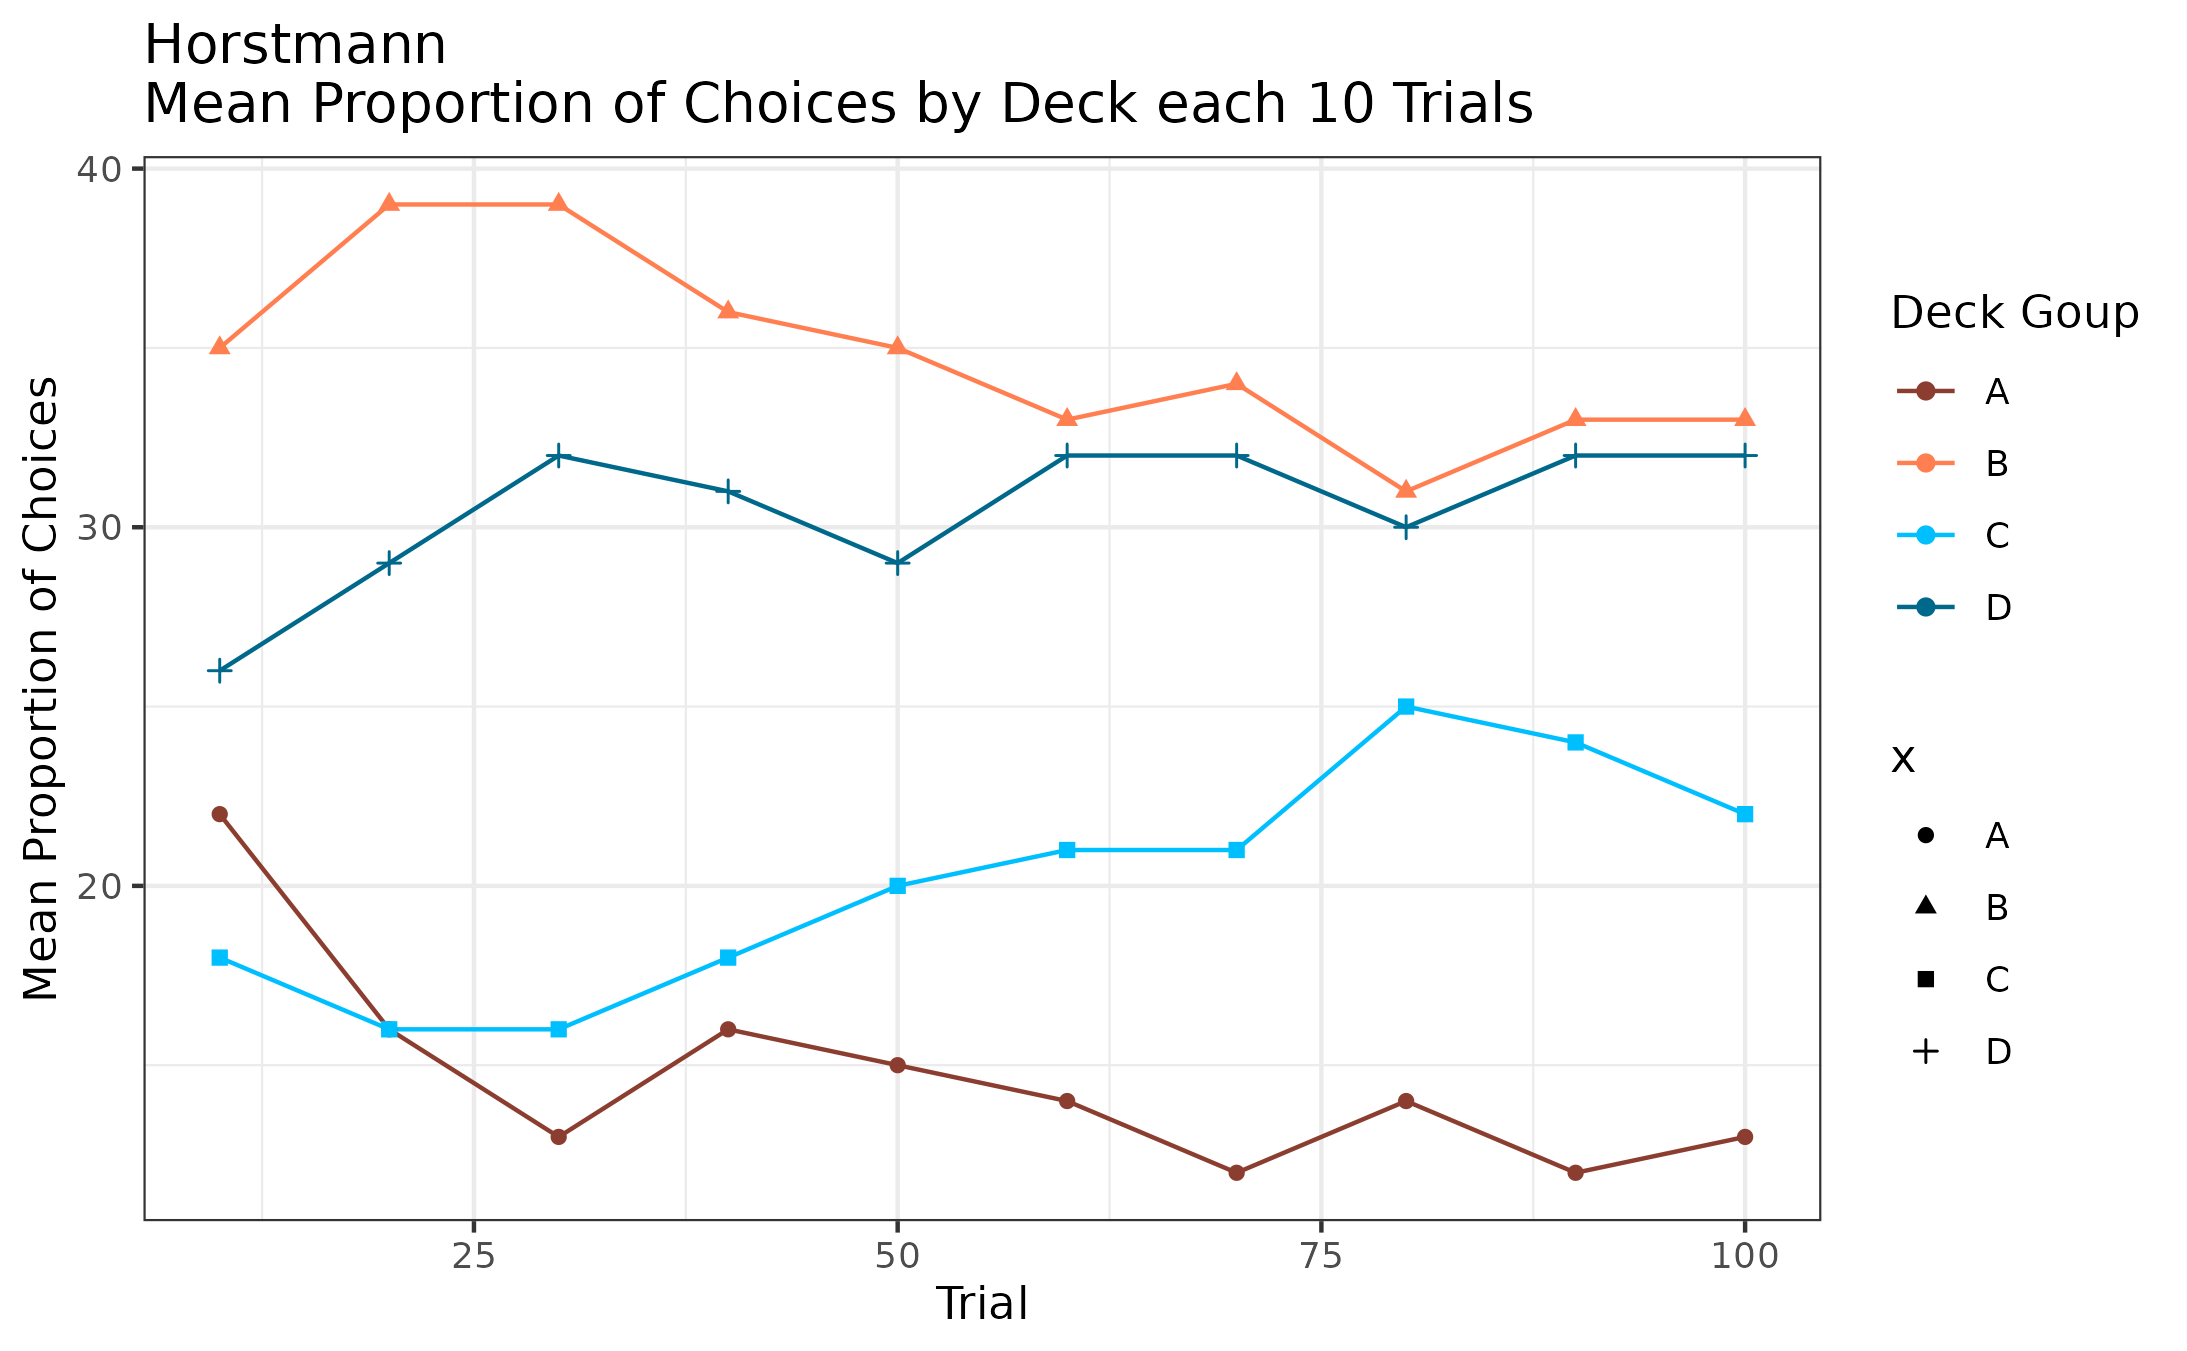 Horstmann
Mean Proportion of Choices by Deck each 10 Trials
Mean Proportion of Choices
40
30
20
25
50
75
100
Trial
Deck Goup
A
B
C
D
x
A
B
C
D